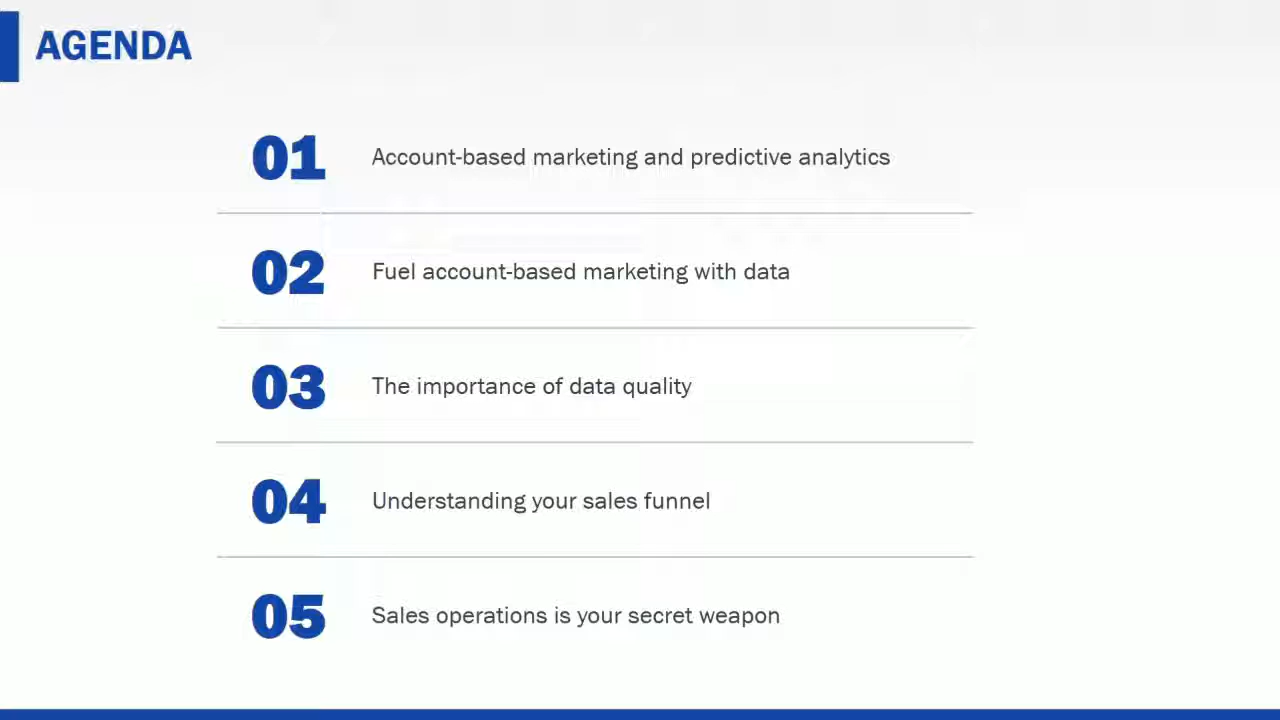 AGENDA
01 Account-based marketing and predictive analytics
02 Fuel account-based marketing with data
03 The importance of data quality
04 Understanding your sales funnel
05 Sales operations is your secret weapon